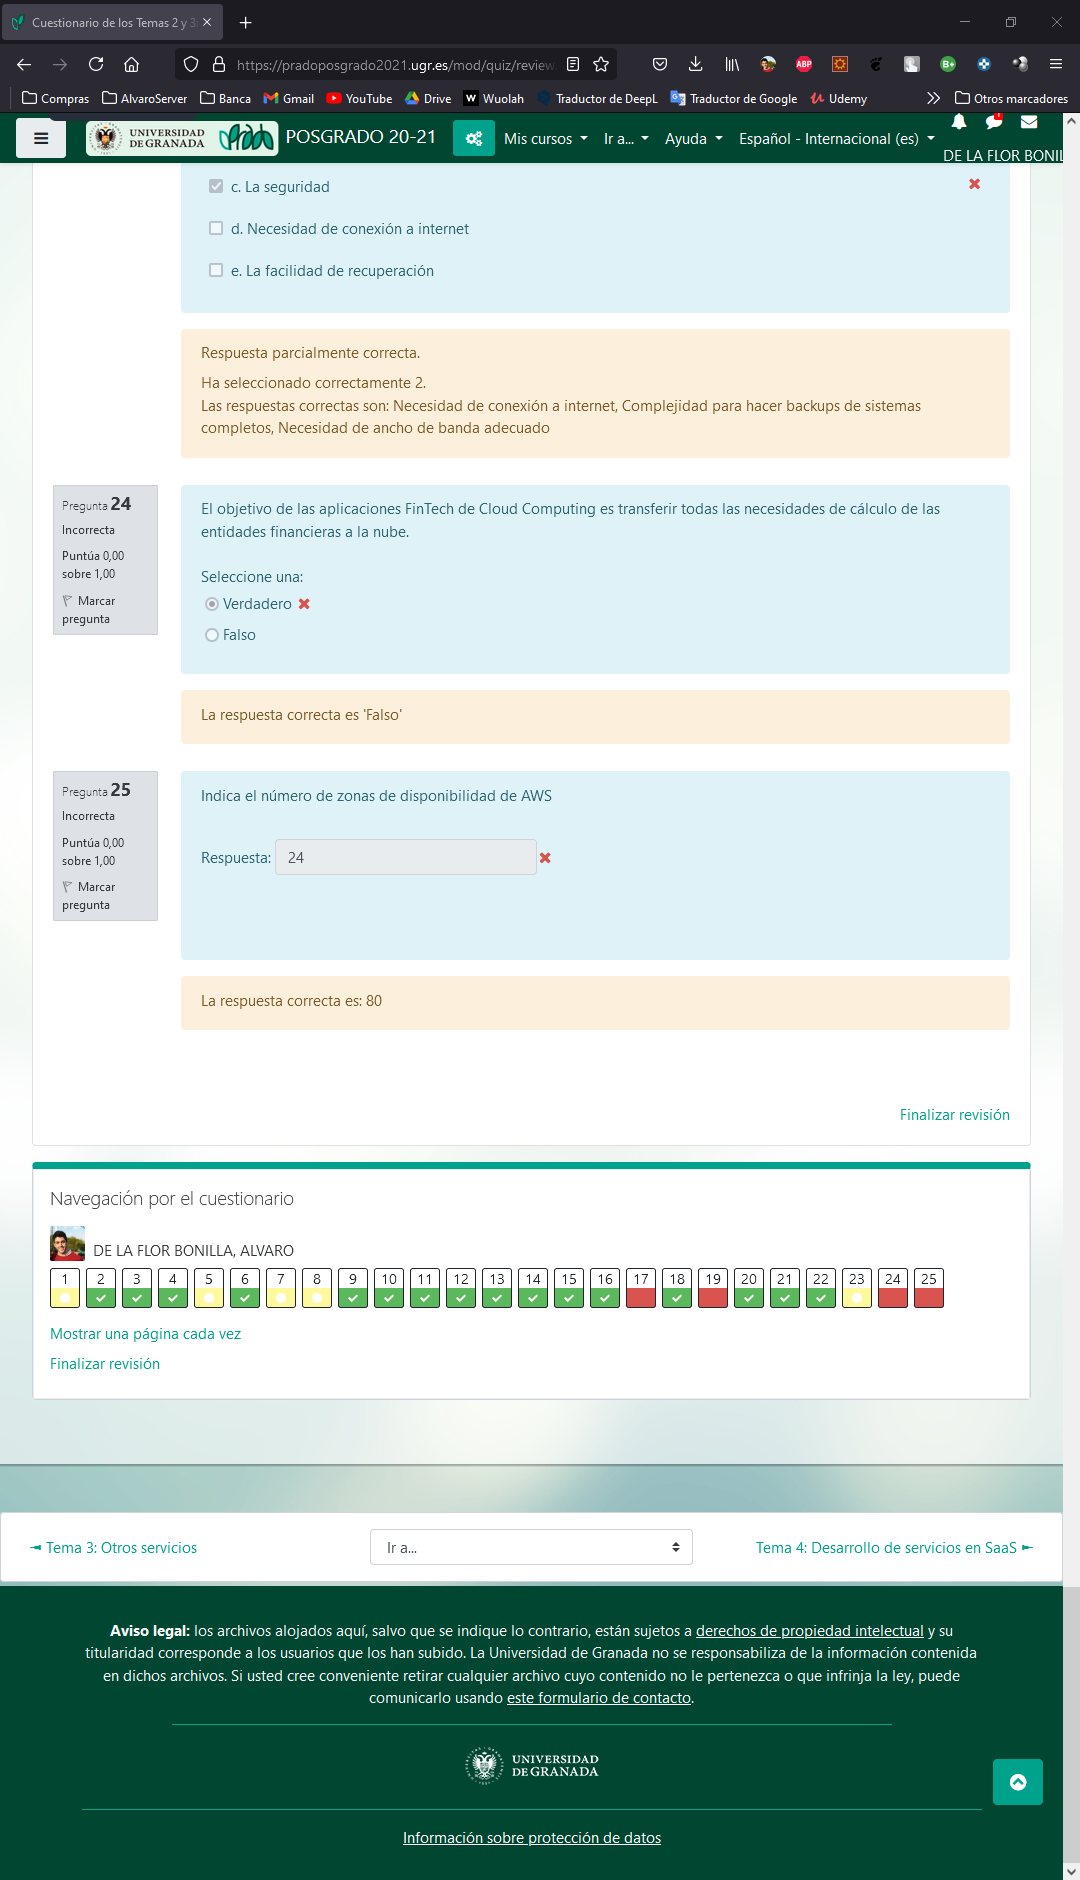 Cuestionario de los Temas 2 y 3
https://pradoposgrado2021.ugr.es/mod/quiz/review.
ABP
B+
Compras AlvaroServer Banca Gmail YouTube Drive W Wuolah Traductor de DeepL Traductor de Google Udemy Otros marcadores
UNIVERSIDAD DE GRANADA POSGRADO 20-21 Mis cursos Ir a... Ayuda Español - Internacional (es)
DE LA FLOR BONIL
c. La seguridad
d. Necesidad de conexión a internet
e. La facilidad de recuperación
Respuesta parcialmente correcta.
Ha seleccionado correctamente 2.
Las respuestas correctas son: Necesidad de conexión a internet, Complejidad para hacer backups de sistemas
completos, Necesidad de ancho de banda adecuado
Pregunta 24
Incorrecta
Puntúa 0,00
sobre 1,00
Marcar
pregunta
El objetivo de las aplicaciones FinTech de Cloud Computing es transferir todas las necesidades de cálculo de las
entidades financieras a la nube.
Seleccione una:
Verdadero
Falso
La respuesta correcta es 'Falso'
Pregunta 25
Incorrecta
Puntúa 0,00
sobre 1,00
Marcar
pregunta
Indica el número de zonas de disponibilidad de AWS
Respuesta: 24
La respuesta correcta es: 80
Finalizar revisión
Navegación por el cuestionario
DE LA FLOR BONILLA, ALVARO
1 2 3 4 5 6 7 8 9 10 11 12 13 14 15 16 17 18 19 20 21 22 23 24 25
Mostrar una página cada vez
Finalizar revisión
◄ Tema 3: Otros servicios
Ir a...
Tema 4: Desarrollo de servicios en SaaS ►
Aviso legal: los archivos alojados aquí, salvo que se indique lo contrario, están sujetos a derechos de propiedad intelectual y su
titularidad corresponde a los usuarios que los han subido. La Universidad de Granada no se responsabiliza de la información contenida
en dichos archivos. Si usted cree conveniente retirar cualquier archivo cuyo contenido no le pertenezca o que infrinja la ley, puede
comunicarlo usando este formulario de contacto.
UNIVERSIDAD
DE GRANADA
Información sobre protección de datos